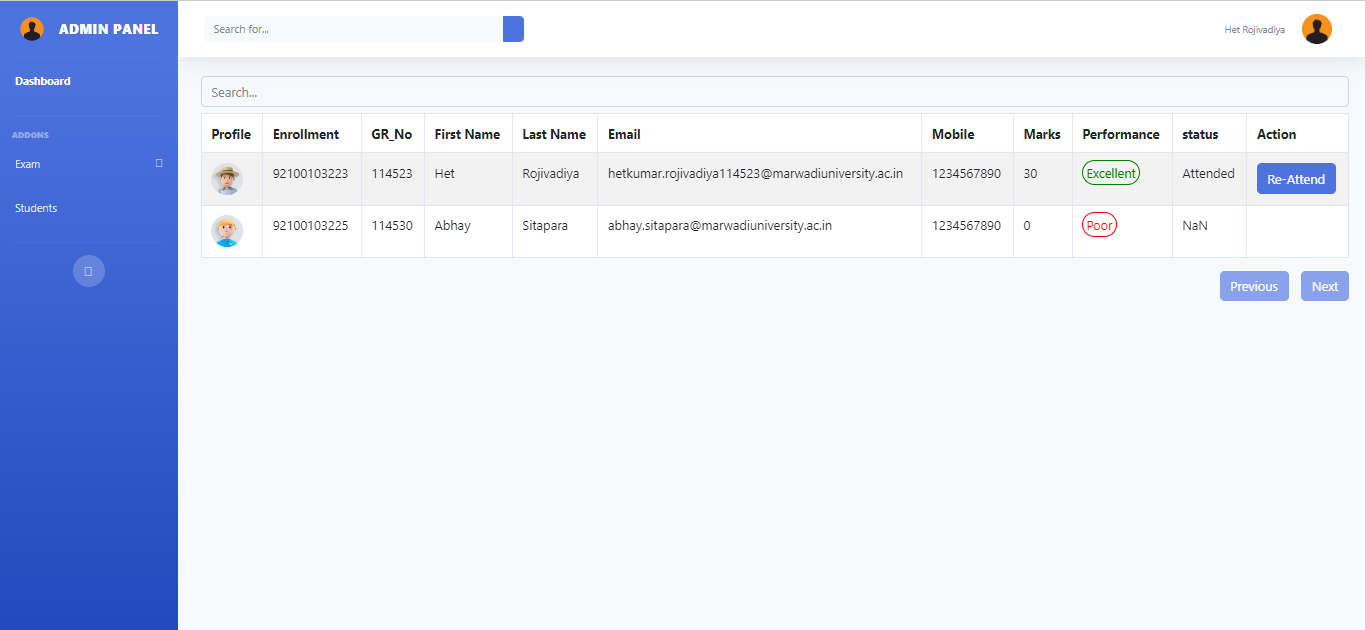 ADMIN PANEL
Search for...
Het Rojivadiya
Dashboard
ADDONS
Exam
Students
Search...
Profile Enrollment GR_No First Name Last Name Email Mobile Marks Performance status Action
92100103223 114523 Het Rojivadiya hetkumar.rojivadiya114523@marwadiuniversity.ac.in 1234567890 30 Excellent Attended Re-Attend
92100103225 114530 Abhay Sitapara abhay.sitapara@marwadiuniversity.ac.in 1234567890 0 Poor NaN
Previous Next